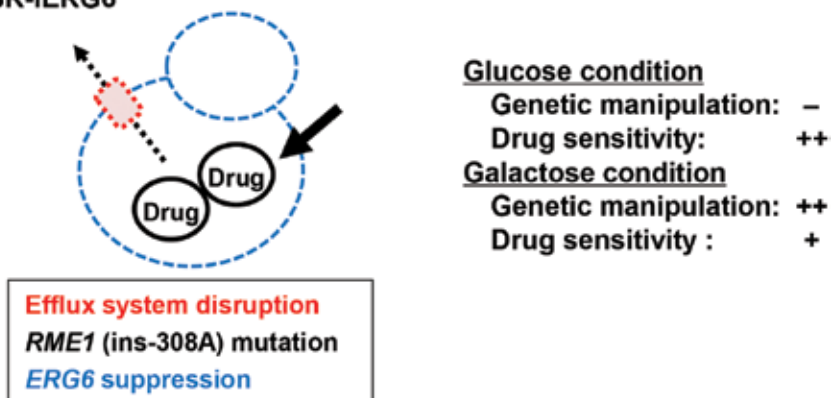 Drug
Drug
Glucose condition
Genetic manipulation: –
Drug sensitivity: ++
Galactose condition
Genetic manipulation: ++
Drug sensitivity : +
Efflux system disruption
RME1 (ins-308A) mutation
ERG6 suppression